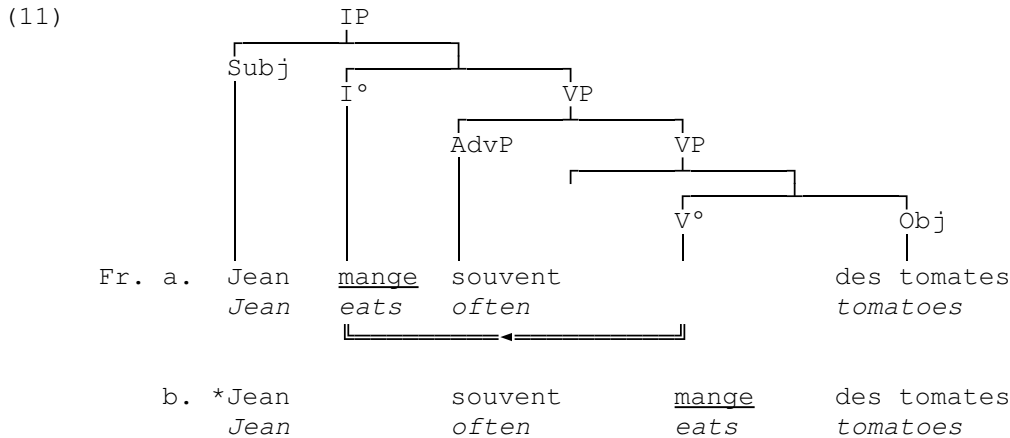 (11) IP
Subj
I° VP
AdvP VP
V° Obj
Fr. a. Jean mange souvent des tomates
Jean eats often tomatoes
b. *Jean souvent mange des tomates
Jean often eats tomatoes